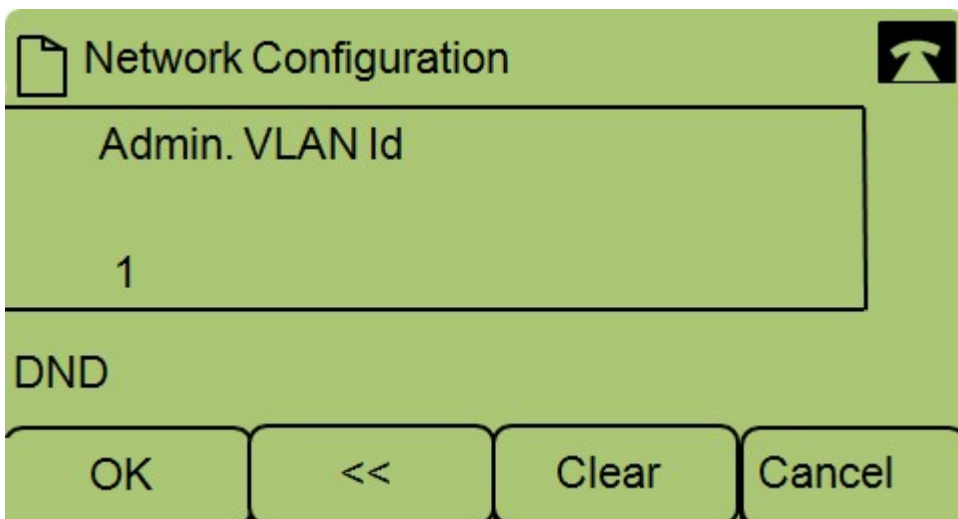 Network Configuration
Admin. VLAN Id
1
DND
OK << Clear Cancel